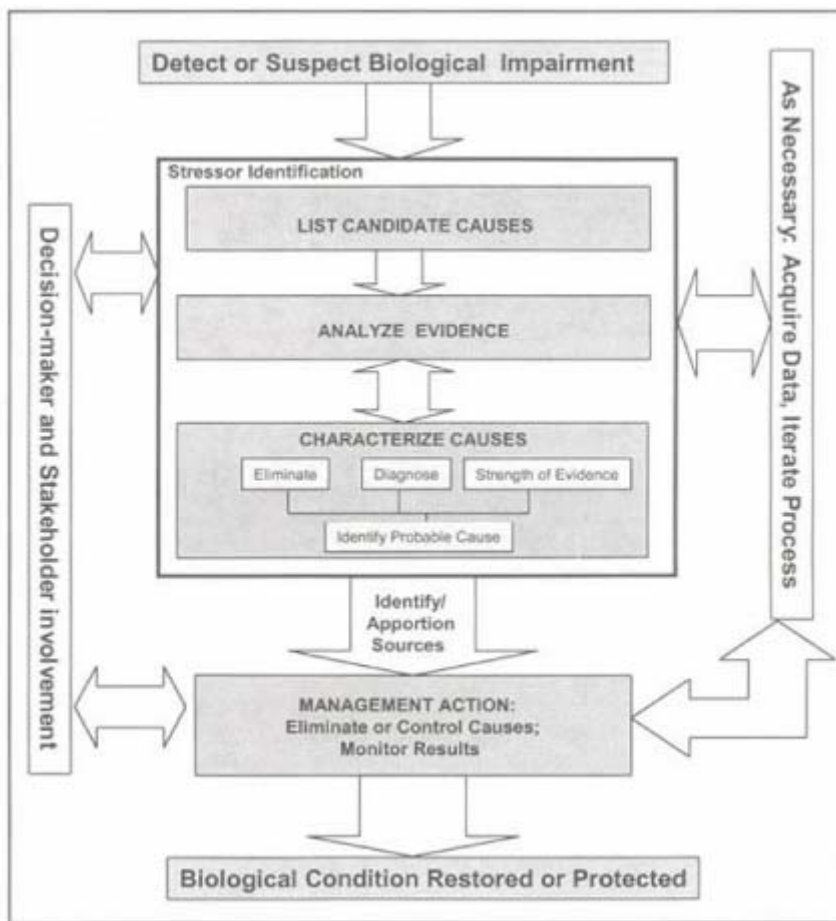 Detect or Suspect Biological Impairment
Stressor Identification
LIST CANDIDATE CAUSES
ANALYZE EVIDENCE
CHARACTERIZE CAUSES
Eliminate
Diagnose
Strength of Evidence
Identify Probable Cause
Identify/
Apportion
Sources
MANAGEMENT ACTION:
Eliminate or Control Causes;
Monitor Results
Biological Condition Restored or Protected
Decision-maker and Stakeholder involvement
As Necessary: Acquire Data, Iterate Process